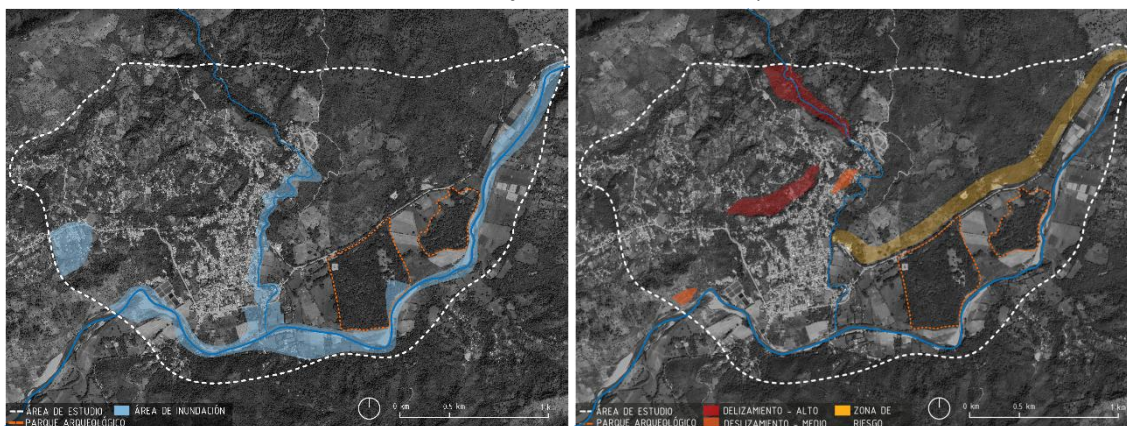 ÁREA DE ESTUDIO ÁREA DE INUNDACIÓN
PARQUE ARQUEOLÓGICO
0 km 0.5 km 1 km
ÁREA DE ESTUDIO DELIZAMIENTO - ALTO ZONA DE
PARQUE ARQUEOLÓGICO DESLIZAMIENTO - MEDIO RIESGO
0 km 0.5 km 1 km